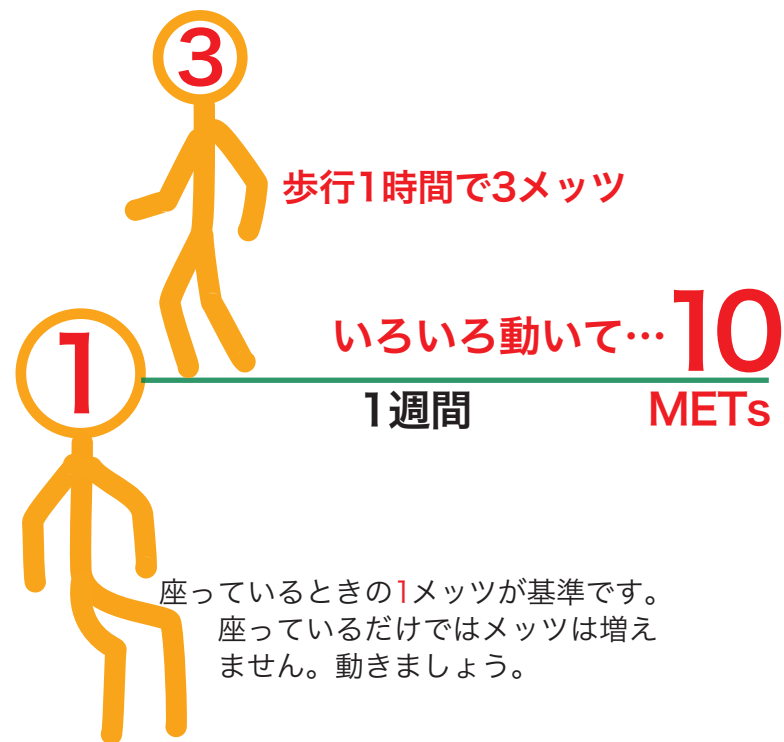 3
歩行1時間で3メッツ
いろいろ動いて…10
1
1週間
METs
座っているときの1メッツが基準です。
座っているだけではメッツは増え
ません。動きましょう。